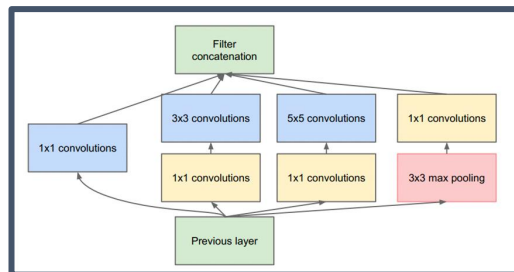 Filter
concatenation
3x3 convolutions
5x5 convolutions
1x1 convolutions
1x1 convolutions
1x1 convolutions
1x1 convolutions
3x3 max pooling
Previous layer